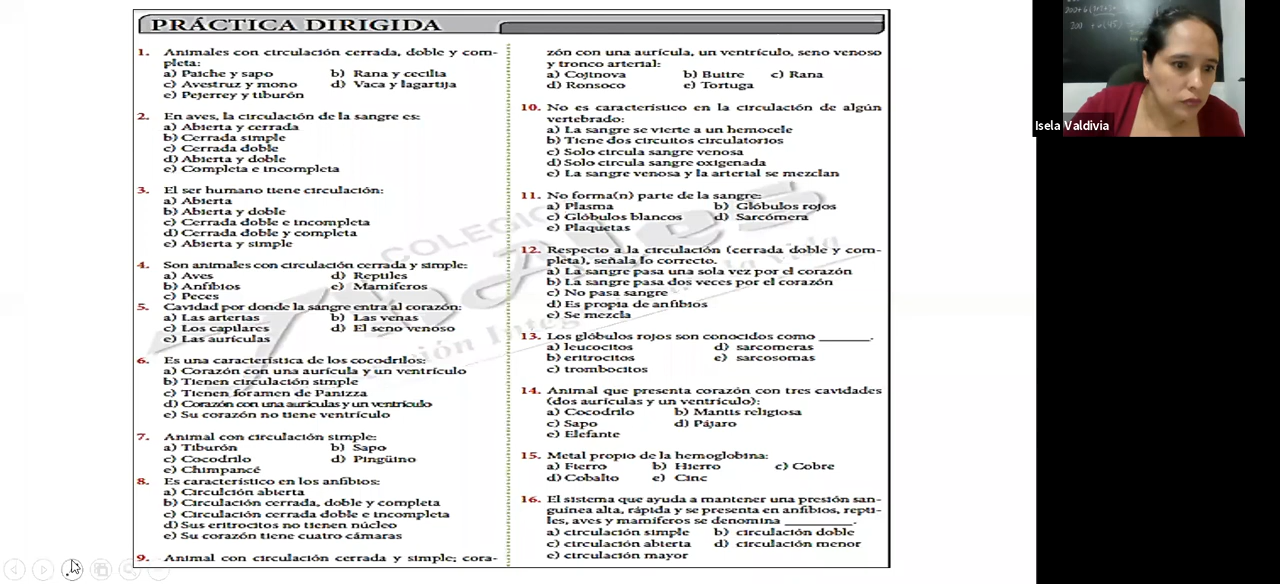 PRÁCTICA DIRIGIDA
1. Animales con circulación cerrada, doble y com-
pleta:
a) Paiche y sapo b) Rana y cecilia
c) Avestruz y mono d) Vaca y lagartija
e) Pejerrey y tiburón
2. En aves, la circulación de la sangre es:
a) Abierta y cerrada
b) Cerrada simple
c) Cerrada doble
d) Abierta y doble
e) Completa e incompleta
3. El ser humano tiene circulación:
a) Abierta
b) Abierta y doble
c) Cerrada doble e incompleta
d) Cerrada doble y completa
e) Abierta y simple
4. Son animales con circulación cerrada y simple:
a) Aves d) Reptiles
b) Anfibios e) Mamíferos
c) Peces
5. Cavidad por donde la sangre entra al corazón:
a) Las arterias b) Las venas
c) Los capilares d) El seno venoso
e) Las aurículas
6. Es una característica de los cocodrilos:
a) Corazón con una aurícula y un ventrículo
b) Tienen circulación simple
c) Tienen foramen de Panizza
d) Corazón con una aurículas y un ventrículo
e) Su corazón no tiene ventrículo
7. Animal con circulación simple:
a) Tiburón b) Sapo
c) Cocodrilo d) Pingüino
e) Chimpancé
8. Es característico en los anfibios:
a) Circulción abierta
b) Circulación cerrada, doble y completa
c) Circulación cerrada doble e incompleta
d) Sus eritrocitos no tienen núcleo
e) Su corazón tiene cuatro cámaras
9. Animal con circulación cerrada y simple; cora-
zón con una aurícula, un ventrículo, seno venoso
y tronco arterial:
a) Cojinova b) Buitre c) Rana
d) Ronsoco e) Tortuga
10. No es característico en la circulación de algún
vertebrado:
a) La sangre se vierte a un hemocele
b) Tiene dos circuitos circulatorios
c) Solo circula sangre venosa
d) Solo circula sangre oxigenada
e) La sangre venosa y la arterial se mezclan
11. No forma(n) parte de la sangre:
a) Plasma b) Glóbulos rojos
c) Glóbulos blancos d) Sarcómera
e) Plaquetas
12. Respecto a la circulación (cerrada doble y com-
pleta), señala lo correcto.
a) La sangre pasa una sola vez por el corazón
b) La sangre pasa dos veces por el corazón
c) No pasa sangre
d) Es propia de anfibios
e) Se mezcla
13. Los glóbulos rojos son conocidos como _______.
a) leucocitos d) sarcomeras
b) eritrocitos e) sarcosomas
c) trombocitos
14. Animal que presenta corazón con tres cavidades
(dos aurículas y un ventrículo):
a) Cocodrilo b) Mantis religiosa
c) Sapo d) Pájaro
e) Elefante
15. Metal propio de la hemoglobina:
a) Fierro b) Hierro c) Cobre
d) Cobalto e) Cinc
16. El sistema que ayuda a mantener una presión san-
guínea alta, rápida y se presenta en anfibios, repti-
les, aves y mamíferos se denomina _________.
a) circulación simple b) circulación doble
c) circulación abierta d) circulación menor
e) circulación mayor
COLEGIO
Isela Valdivia